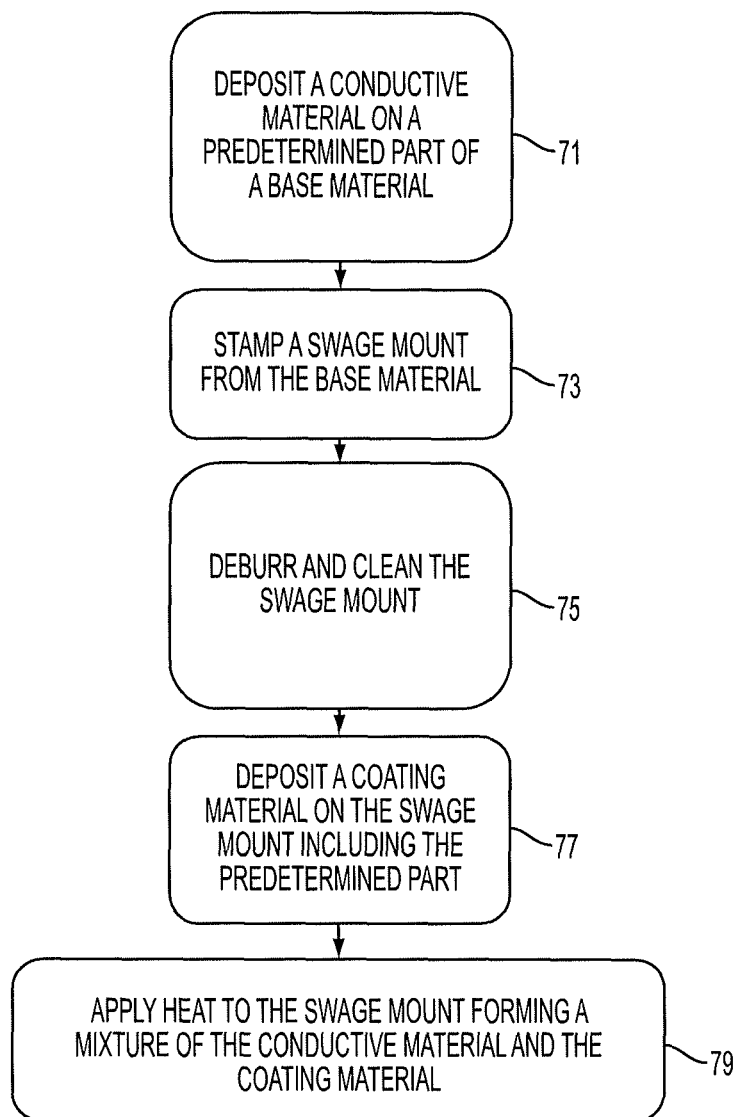 DEPOSIT A CONDUCTIVE
MATERIAL ON A
PREDETERMINED PART OF
A BASE MATERIAL
71
STAMP A SWAGE MOUNT
FROM THE BASE MATERIAL
73
DEBURR AND CLEAN THE
SWAGE MOUNT
75
DEPOSIT A COATING
MATERIAL ON THE SWAGE
MOUNT INCLUDING THE
PREDETERMINED PART
77
APPLY HEAT TO THE SWAGE MOUNT FORMING A
MIXTURE OF THE CONDUCTIVE MATERIAL AND THE
COATING MATERIAL
79